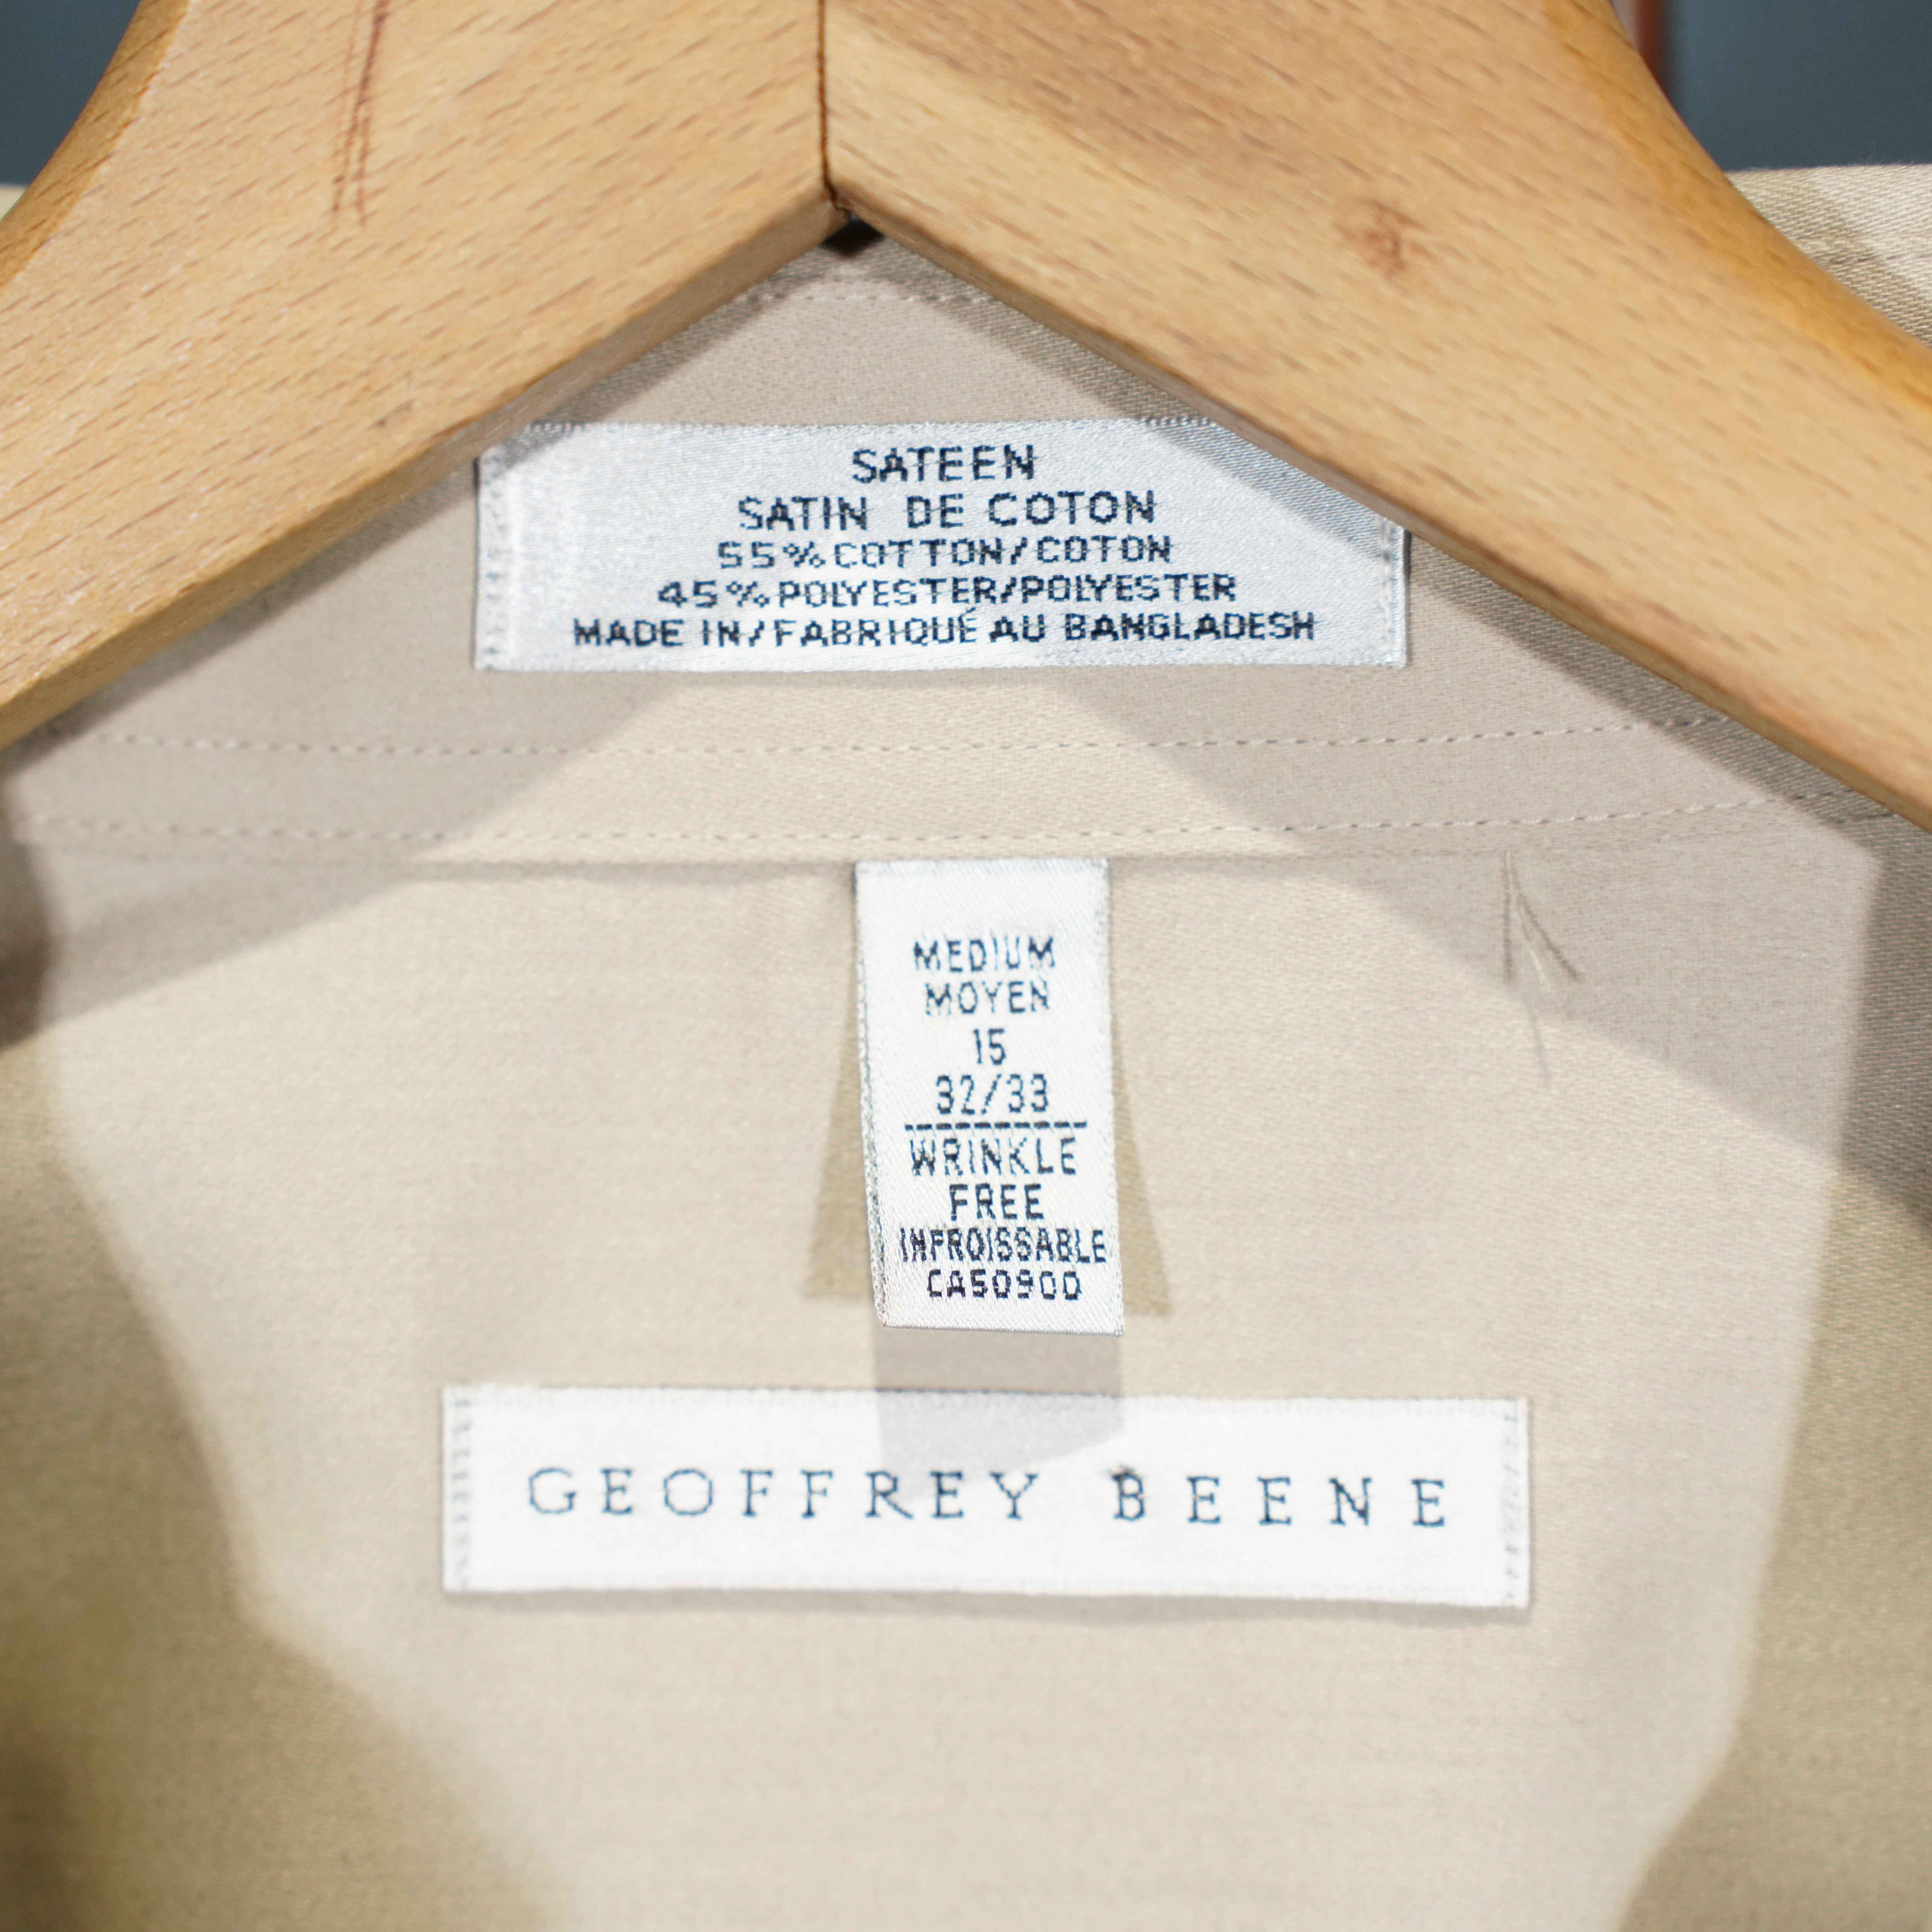 SATEEN
SATIN DE COTON
55% COTTON/COTON
45% POLYESTER/POLYESTER
MADE IN/FABRIQUÉ AU BANGLADESH
MEDIUM
MOYEN
15
32/33
WRINKLE
FREE
INFROISSABLE
CA50900
GEOFFREY BEENE